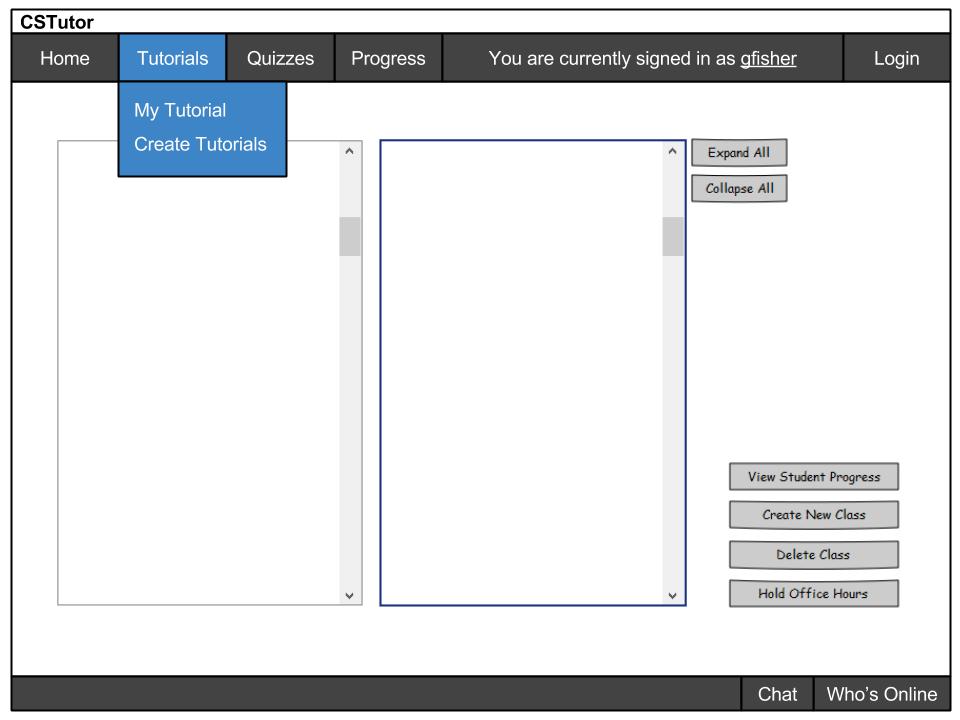 CSTutor
Home Tutorials Quizzes Progress You are currently signed in as gfisher Login
My Tutorial
Create Tutorials
Expand All
Collapse All
View Student Progress
Create New Class
Delete Class
Hold Office Hours
Chat Who's Online